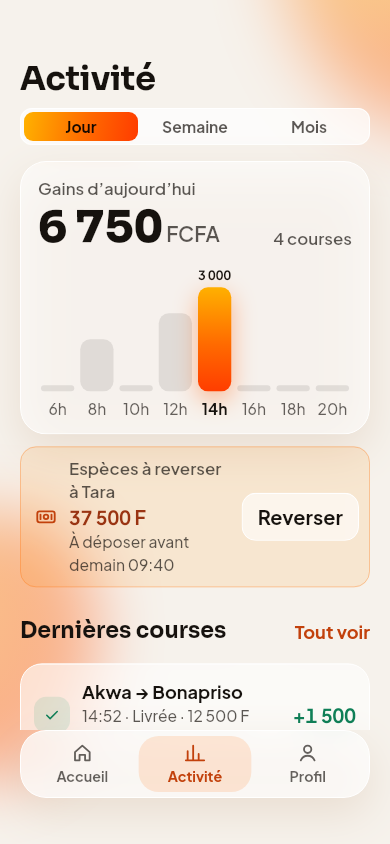 Activité
Jour Semaine Mois
Gains d’aujourd’hui
6 750 FCFA
4 courses
3 000
6h 8h 10h 12h 14h 16h 18h 20h
Espèces à reverser
à Tara
37 500 F
À déposer avant
demain 09:40
Reverser
Dernières courses Tout voir
Akwa → Bonapriso
14:52 · Livrée · 12 500 F +1 500
Accueil Activité Profil